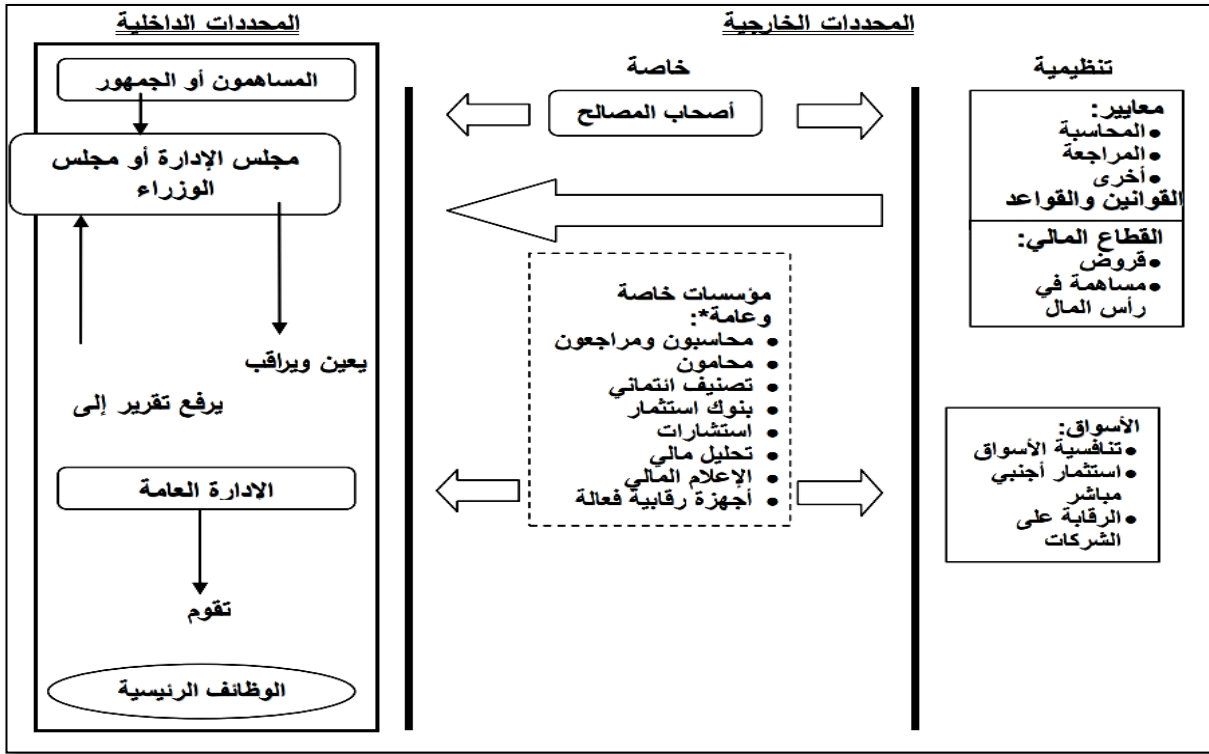 المحددات الخارجية
المحددات الداخلية
تنظيمية
معايير:
● المحاسبة
● المراجعة
● أخرى
القوانين والقواعد
القطاع المالي:
● قروض
● مساهمة في
رأس المال
الأسواق:
● تنافسية الأسواق
● استثمار أجنبي
مباشر
● الرقابة على
الشركات
خاصة
أصحاب المصالح
مؤسسات خاصة
وعامة*:
● محاسبون ومراجعون
● محامون
● تصنيف ائتماني
● بنوك استثمار
● استشارات
● تحليل مالي
● الإعلام المالي
● أجهزة رقابية فعالة
المساهمون أو الجمهور
مجلس الإدارة أو مجلس
الوزراء
يعين ويراقب
يرفع تقرير إلى
الادارة العامة
تقوم
الوظائف الرئيسية